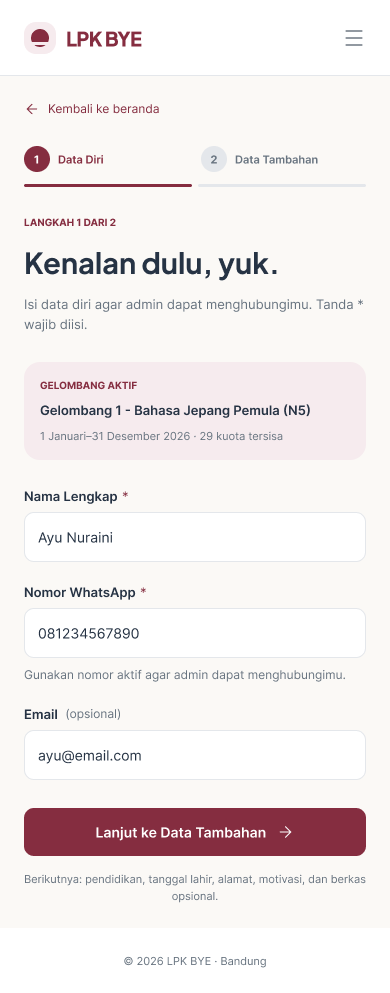 LPK BYE
Kembali ke beranda
1 Data Diri
2 Data Tambahan
LANGKAH 1 DARI 2
Kenalan dulu, yuk.
Isi data diri agar admin dapat menghubungimu. Tanda *
wajib diisi.
GELOMBANG AKTIF
Gelombang 1 - Bahasa Jepang Pemula (N5)
1 Januari–31 Desember 2026 · 29 kuota tersisa
Nama Lengkap *
Ayu Nuraini
Nomor WhatsApp *
081234567890
Gunakan nomor aktif agar admin dapat menghubungimu.
Email (opsional)
ayu@email.com
Lanjut ke Data Tambahan
Berikutnya: pendidikan, tanggal lahir, alamat, motivasi, dan berkas
opsional.
© 2026 LPK BYE · Bandung